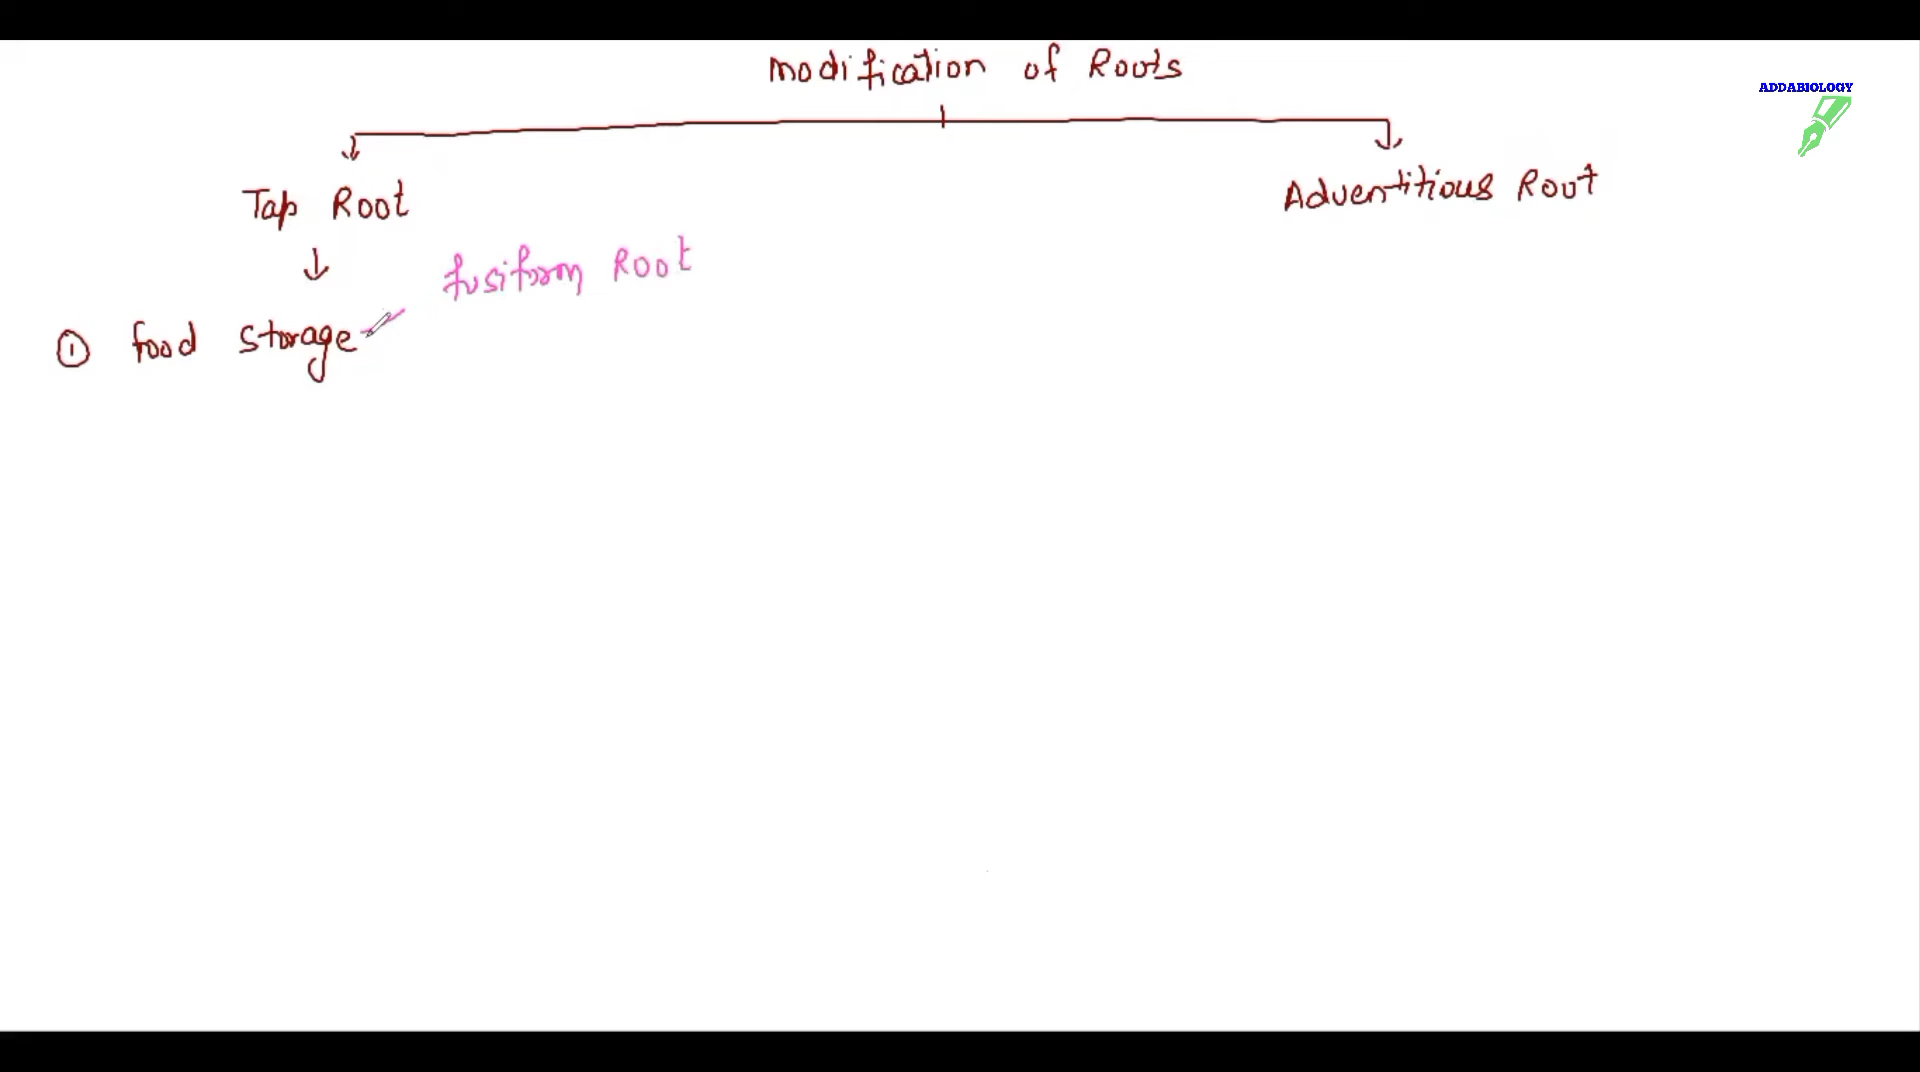 Modification of Roots
ADDABIOLOGY
Tap Root
Adventitious Root
fusiform Root
① food storage